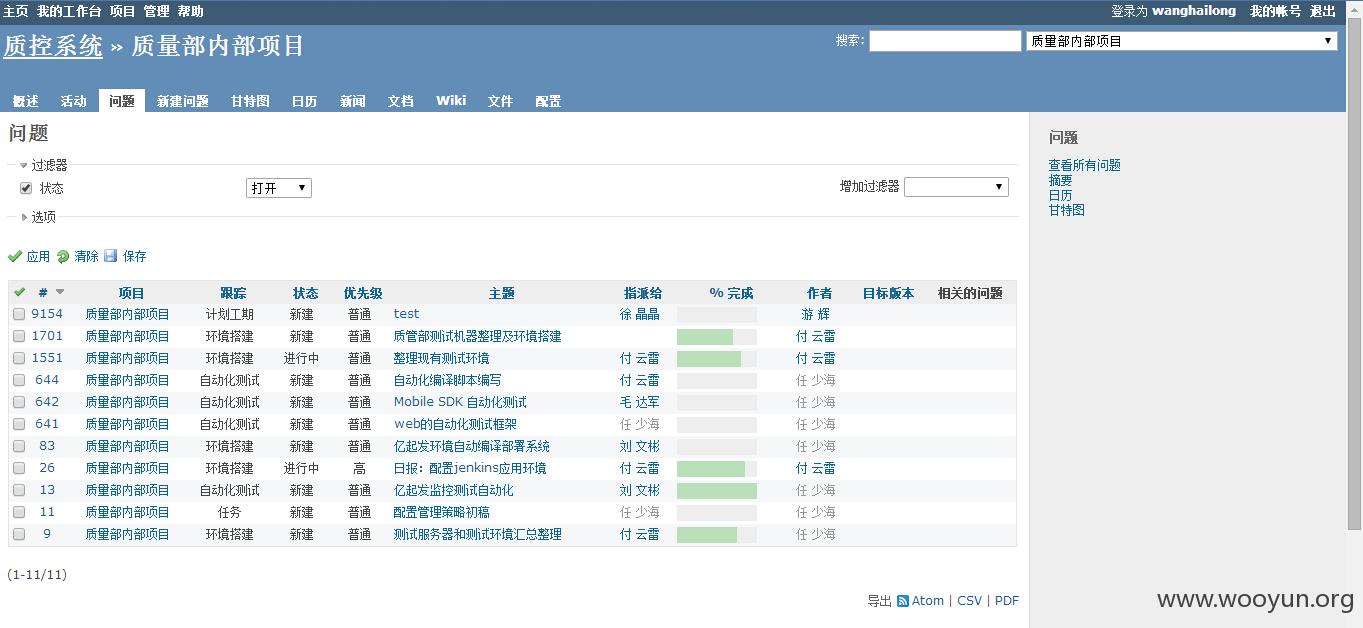 主页 我的工作台 项目 管理 帮助 登录为 wanghailong 我的帐号 退出
质控系统 » 质量部内部项目 搜索: 质量部内部项目
概述 活动 问题 新建问题 甘特图 日历 新闻 文档 Wiki 文件 配置
问题
过滤器
状态 打开 增加过滤器
选项
应用 清除 保存
# 项目 跟踪 状态 优先级 主题 指派给 % 完成 作者 目标版本 相关的问题
9154 质量部内部项目 计划工期 新建 普通 test 徐 晶晶 游 辉
1701 质量部内部项目 环境搭建 新建 普通 质管部测试机器整理及环境搭建 付 云雷
1551 质量部内部项目 环境搭建 进行中 普通 整理现有测试环境 付 云雷 付 云雷
644 质量部内部项目 自动化测试 新建 普通 自动化编译脚本编写 付 云雷 任 少海
642 质量部内部项目 自动化测试 新建 普通 Mobile SDK 自动化测试 毛 达军 任 少海
641 质量部内部项目 自动化测试 新建 普通 web的自动化测试框架 任 少海 任 少海
83 质量部内部项目 环境搭建 新建 普通 亿起发环境自动编译部署系统 刘 文彬 任 少海
26 质量部内部项目 环境搭建 进行中 高 日报：配置jenkins应用环境 付 云雷 付 云雷
13 质量部内部项目 自动化测试 新建 普通 亿起发监控测试自动化 刘 文彬 任 少海
11 质量部内部项目 任务 新建 普通 配置管理策略初稿 任 少海 任 少海
9 质量部内部项目 环境搭建 新建 普通 测试服务器和测试环境汇总整理 付 云雷 任 少海
(1-11/11)
导出 Atom | CSV | PDF
问题
查看所有问题
摘要
日历
甘特图
www.wooyun.org